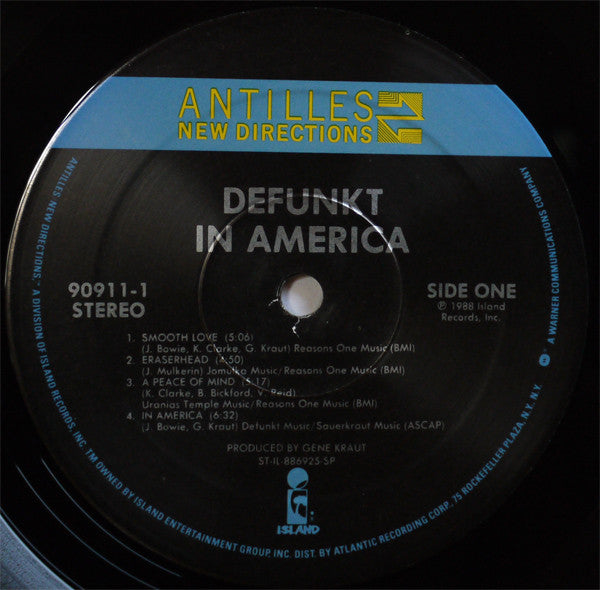 ANTILLES
NEW DIRECTIONS
DEFUNKT
IN AMERICA
90911-1
STEREO
SIDE ONE
℗ 1988 Island
Records, Inc.
1. SMOOTH LOVE (5:06)
(J. Bowie, K. Clarke, G. Kraut) Reasons One Music (BMI)
2. ERASERHEAD (4:50)
(J. Mulkerin) Jomulka Music/Reasons One Music (BMI)
3. A PEACE OF MIND (6:17)
(K. Clarke, B. Bickford, V. Reid)
Uranias Temple Music/Reasons One Music (BMI)
4. IN AMERICA (6:32)
(J. Bowie, G. Kraut) Defunkt Music/Sauerkraut Music (ASCAP)
PRODUCED BY GENE KRAUT
ST-IL-886925-SP
ISLAND
ANTILLES NEW DIRECTIONS - A DIVISION OF ISLAND RECORDS, INC. TM OWNED BY ISLAND ENTERTAINMENT GROUP, INC. DIST. BY ATLANTIC RECORDING CORP., 75 ROCKEFELLER PLAZA, N.Y. N.Y. A WARNER COMMUNICATIONS COMPANY